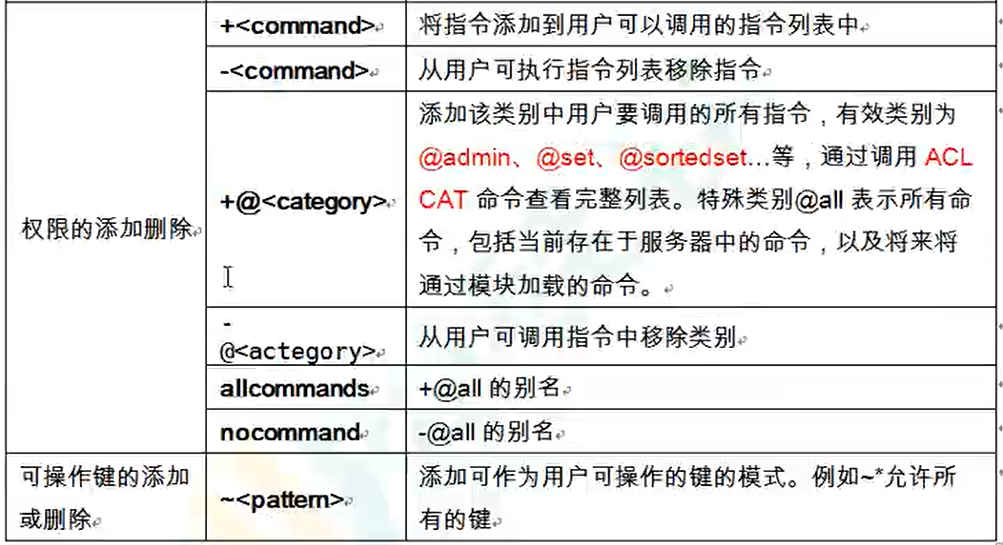 +<command>
将指令添加到用户可以调用的指令列表中
-<command>
从用户可执行指令列表移除指令
权限的添加删除
+@<category>
添加该类别中用户要调用的所有指令，有效类别为
@admin、@set、@sortedset…等，通过调用 ACL
CAT 命令查看完整列表。特殊类别@all 表示所有命
令，包括当前存在于服务器中的命令，以及将来将
通过模块加载的命令。
-
@<actegory>
从用户可调用指令中移除类别
allcommands
+@all 的别名
nocommand
-@all 的别名
可操作键的添加
或删除
~<pattern>
添加可作为用户可操作的键的模式。例如~*允许所
有的键